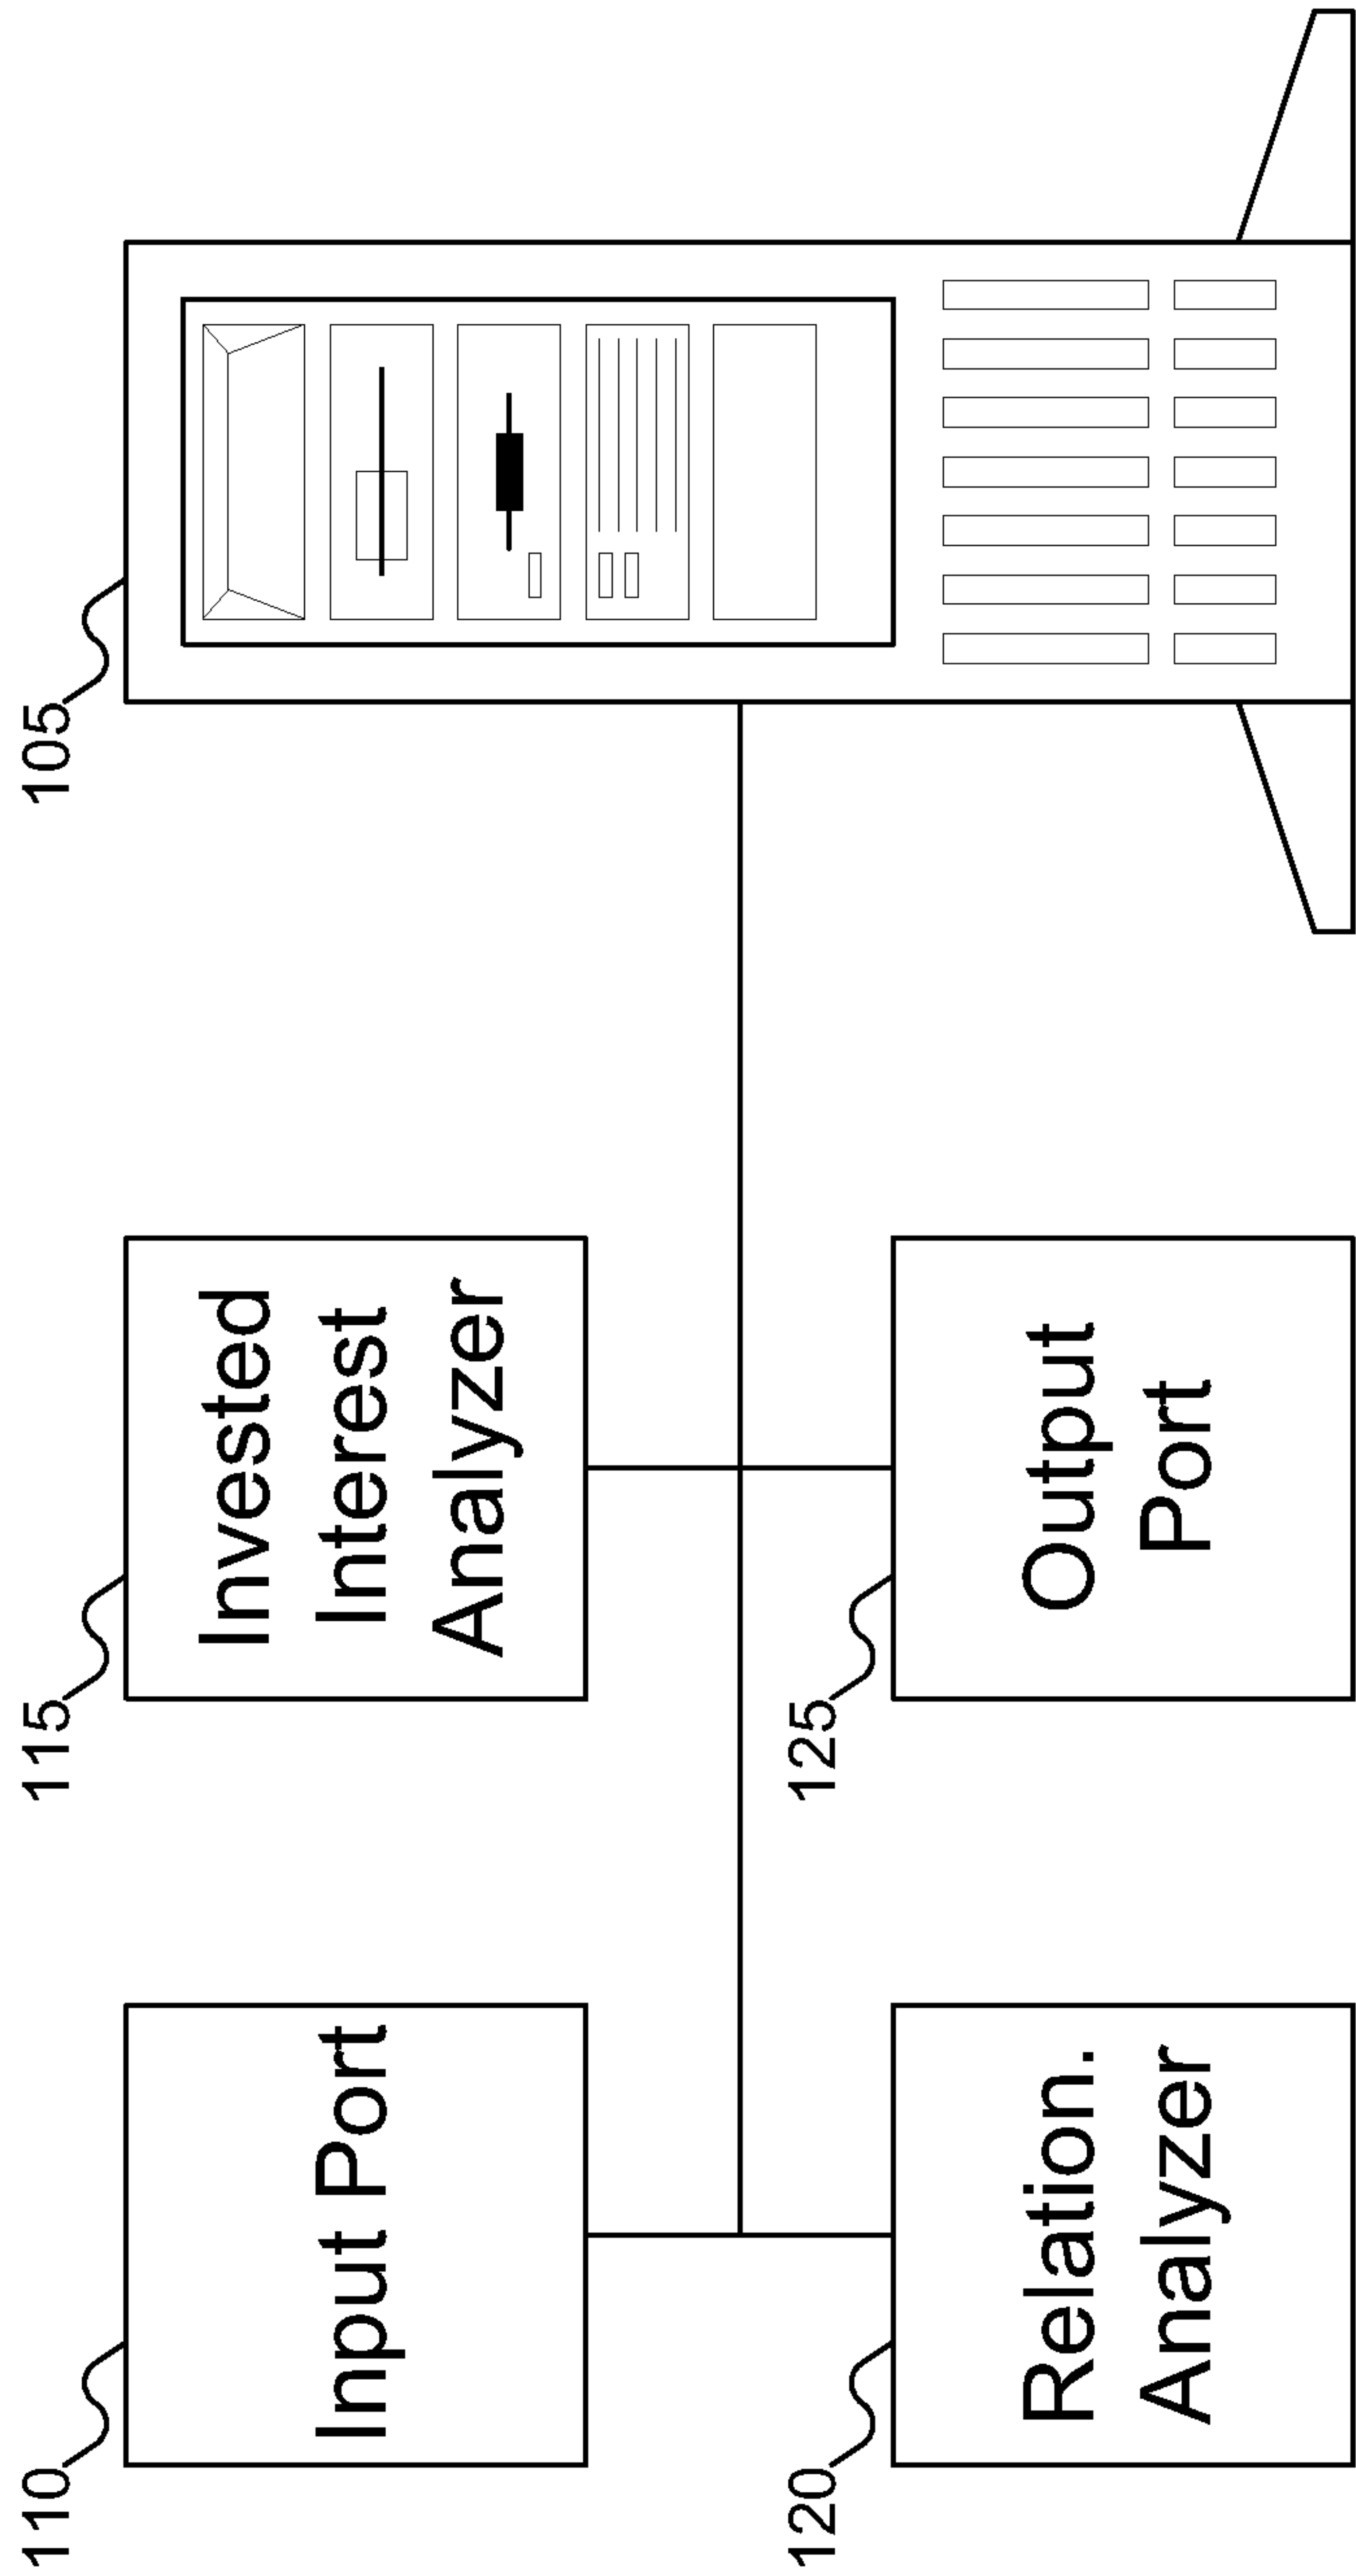 110
Input Port
115
Invested
Interest
Analyzer
105
120
Relation.
Analyzer
125
Output
Port